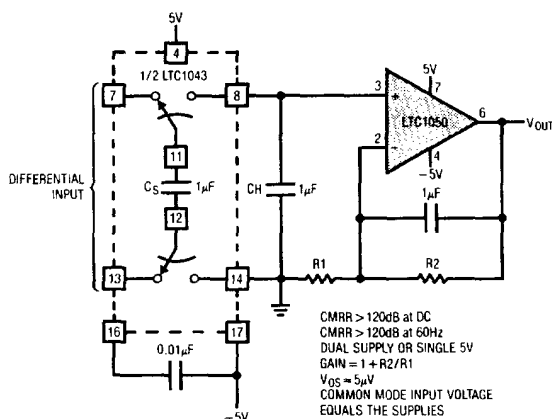 5V
4
1/2 LTC1043
7
8
11
CS 1µF
12
DIFFERENTIAL
INPUT
13
14
16
17
0.01µF
–5V
CH 1µF
5V
3
+
7
LTC1050
6
VOUT
2
–
4
–5V
1µF
R1
R2
CMRR > 120dB at DC
CMRR > 120dB at 60Hz
DUAL SUPPLY OR SINGLE 5V
GAIN = 1 + R2/R1
VOS ≈ 5µV
COMMON MODE INPUT VOLTAGE
EQUALS THE SUPPLIES